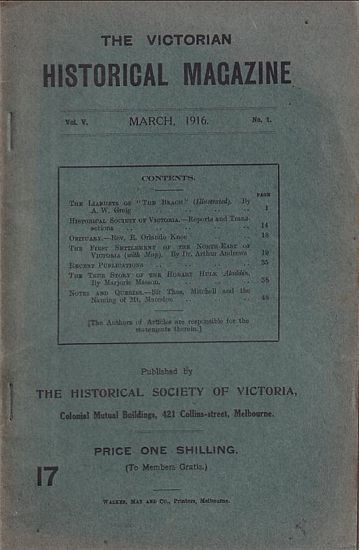 THE VICTORIAN
HISTORICAL MAGAZINE
Vol. V. MARCH, 1916. No. 1.
CONTENTS.
PAGE
THE LIARDETS OF "THE BEACH" (Illustrated). By
A. W. Greig .. .. .. .. 1
HISTORICAL SOCIETY OF VICTORIA.—Reports and Trans-
actions .. .. .. .. 14
OBITUARY.—Rev. E. Orlando Knee .. .. 18
THE FIRST SETTLEMENT OF THE NORTH-EAST OF
VICTORIA (with Map). By Dr. Arthur Andrews 19
RECENT PUBLICATIONS .. .. .. 35
THE TRUE STORY OF THE HOBART HULK
By Marjorie Masson. .. .. .. 38
NOTES AND QUERIES.—Sir Thos. Mitchell and the
Naming of Mt. Macedon .. .. .. 48
[The Authors of Articles are responsible for the
statements therein.]
Published By
THE HISTORICAL SOCIETY OF VICTORIA,
Colonial Mutual Buildings, 421 Collins-street, Melbourne.
PRICE ONE SHILLING.
(To Members Gratis.)
17
WALKER, MAY AND CO., Printers, Melbourne.